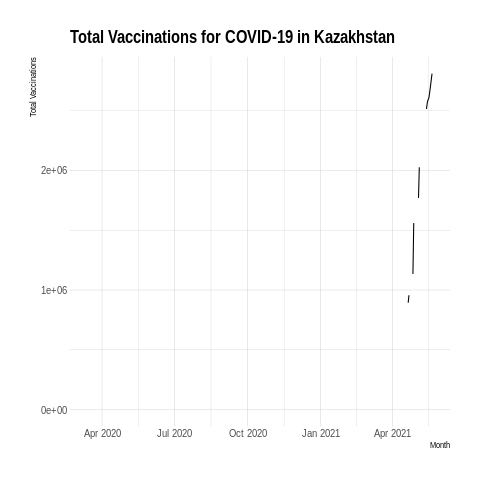 Total Vaccinations for COVID-19 in Kazakhstan
Total Vaccinations
2e+06
1e+06
0e+00
Apr 2020
Jul 2020
Oct 2020
Jan 2021
Apr 2021
Month